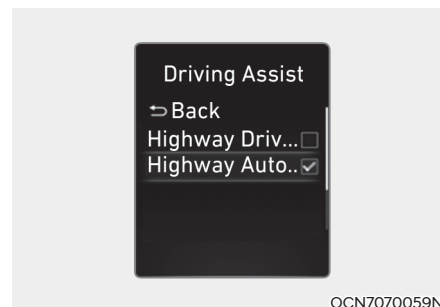 Driving Assist
Back
Highway Driv...
Highway Auto..
OCN7070059N